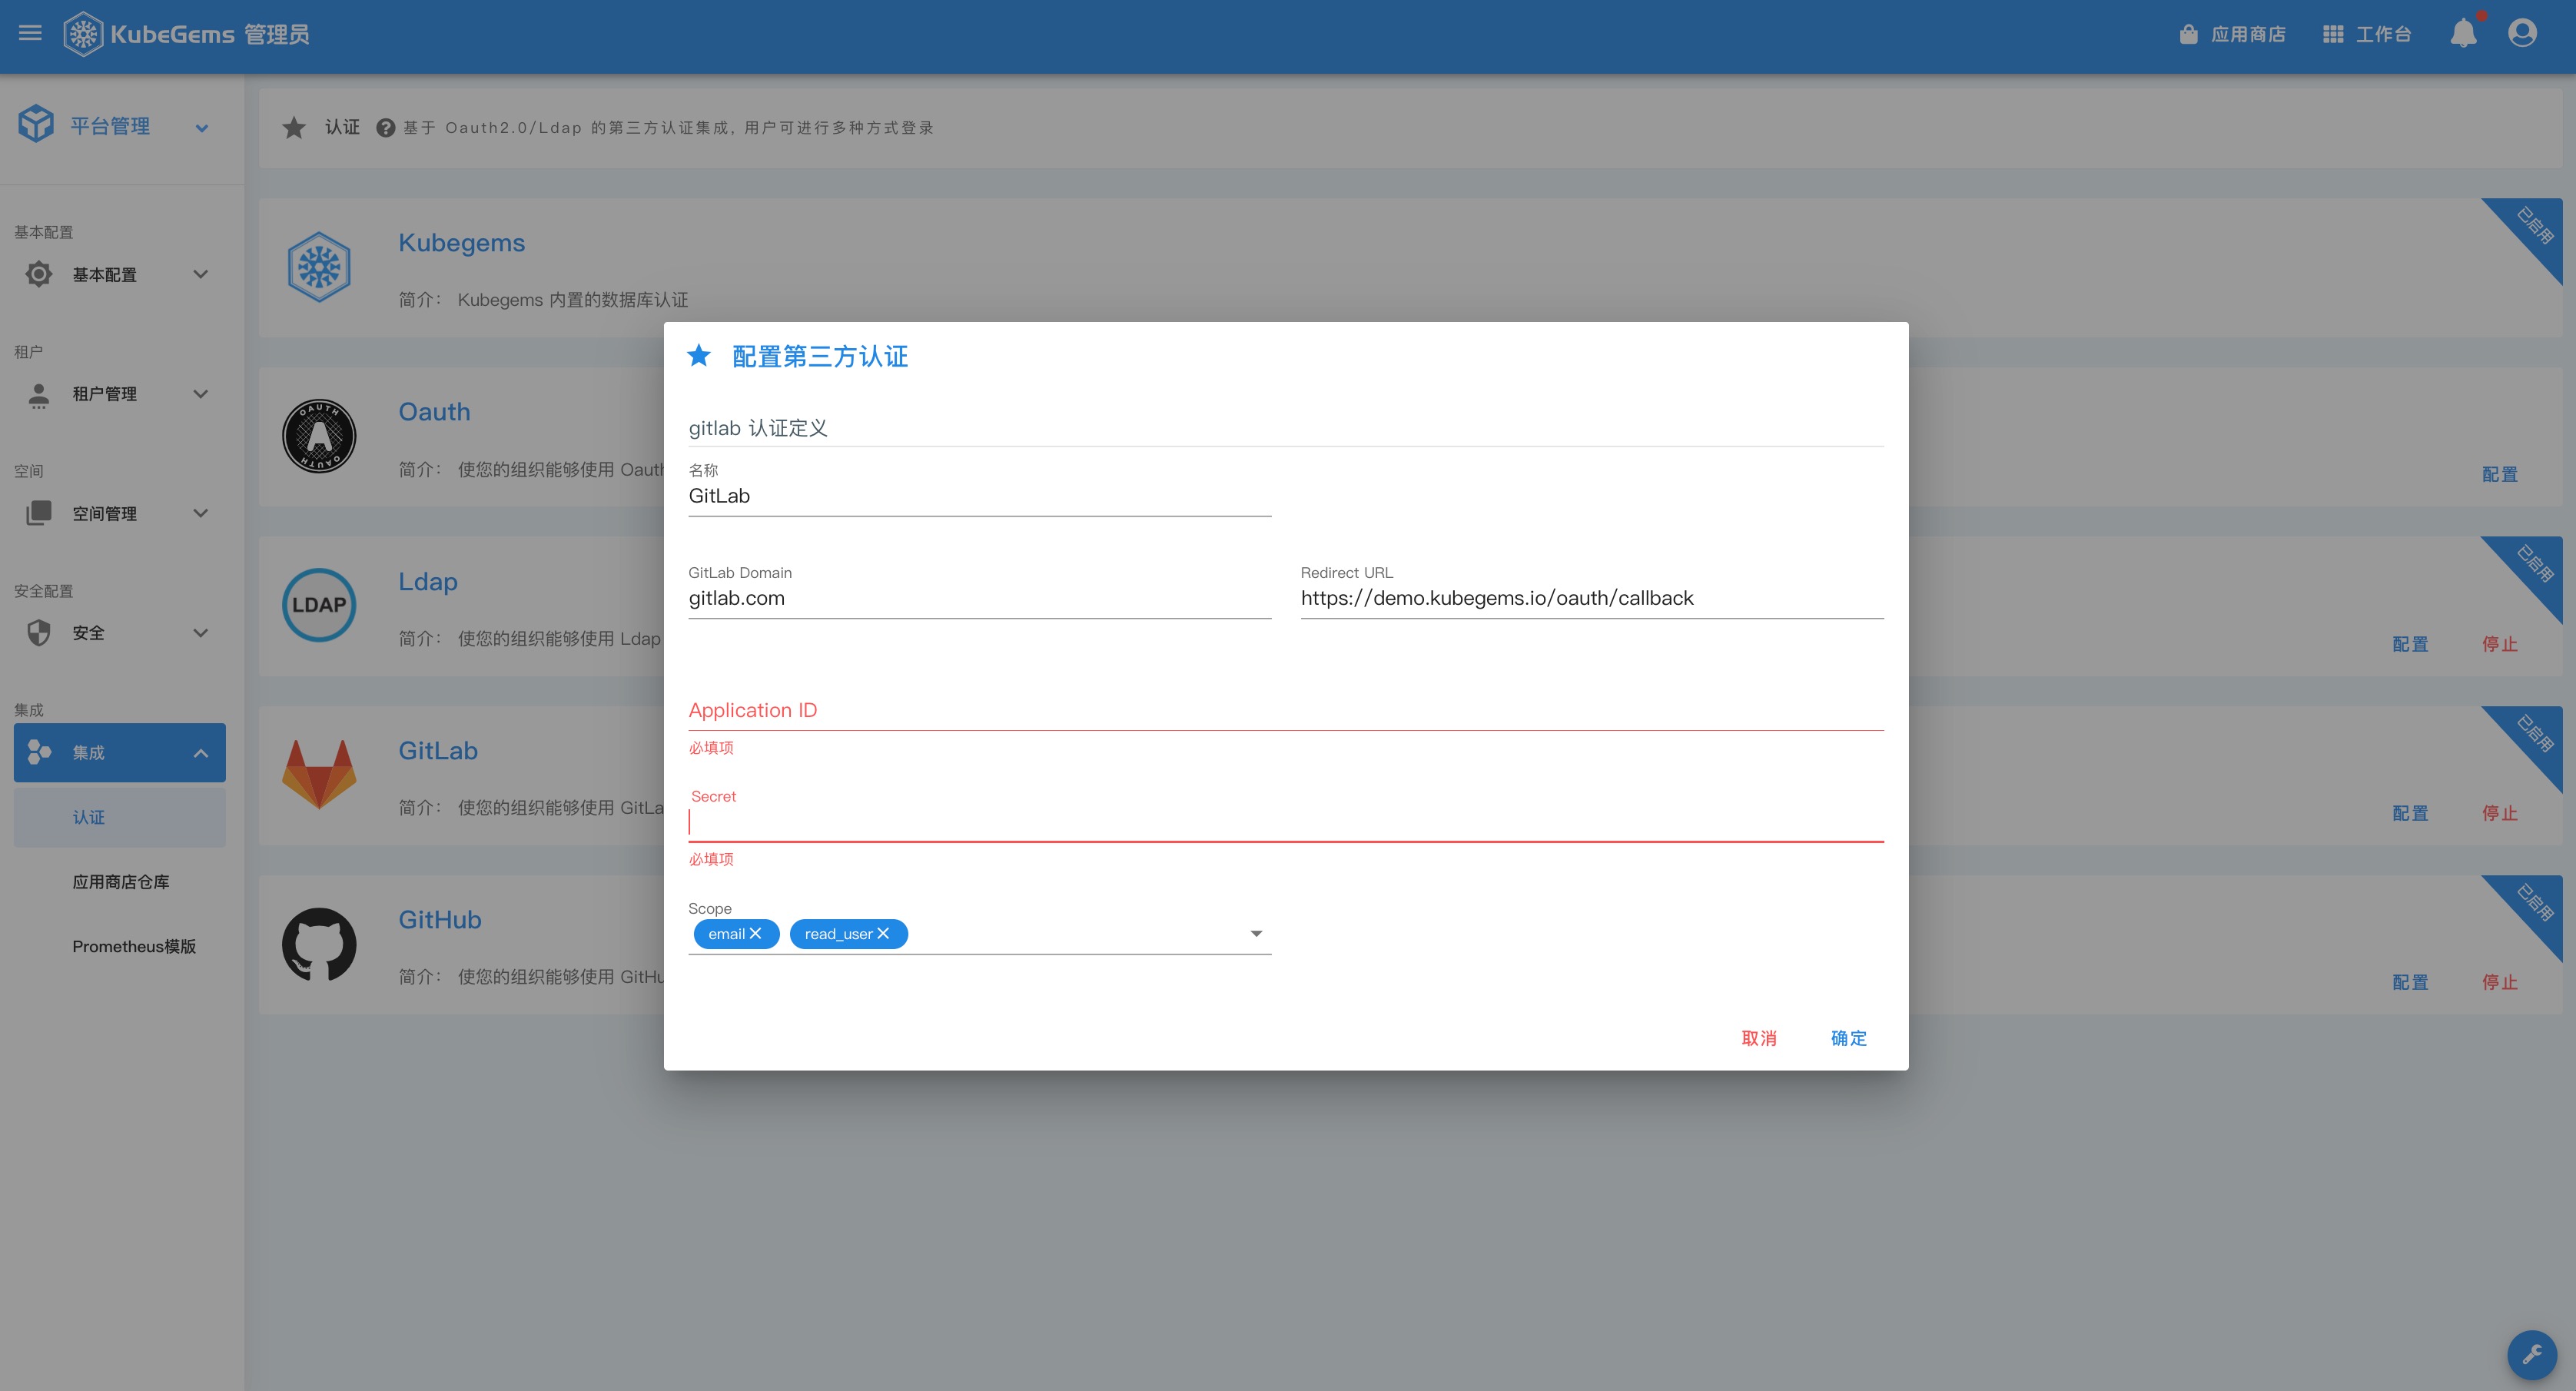 KubeGems 管理员
应用商店
工作台
平台管理
基本配置
基本配置
租户
租户管理
空间
空间管理
安全配置
安全
集成
集成
认证
应用商店仓库
Prometheus模版
认证 基于 Oauth2.0/Ldap 的第三方认证集成, 用户可进行多种方式登录
Kubegems
简介: Kubegems 内置的数据库认证
已启用
OAUTH
A
OAUTH
Oauth
简介: 使您的组织能够使用 Oauth
配置
LDAP
Ldap
简介: 使您的组织能够使用 Ldap
已启用
配置 停止
GitLab
简介: 使您的组织能够使用 GitLa
已启用
配置 停止
GitHub
简介: 使您的组织能够使用 GitHu
已启用
配置 停止
配置第三方认证
gitlab 认证定义
名称
GitLab
GitLab Domain
gitlab.com
Redirect URL
https://demo.kubegems.io/oauth/callback
Application ID
必填项
Secret
必填项
Scope
email read_user
取消 确定